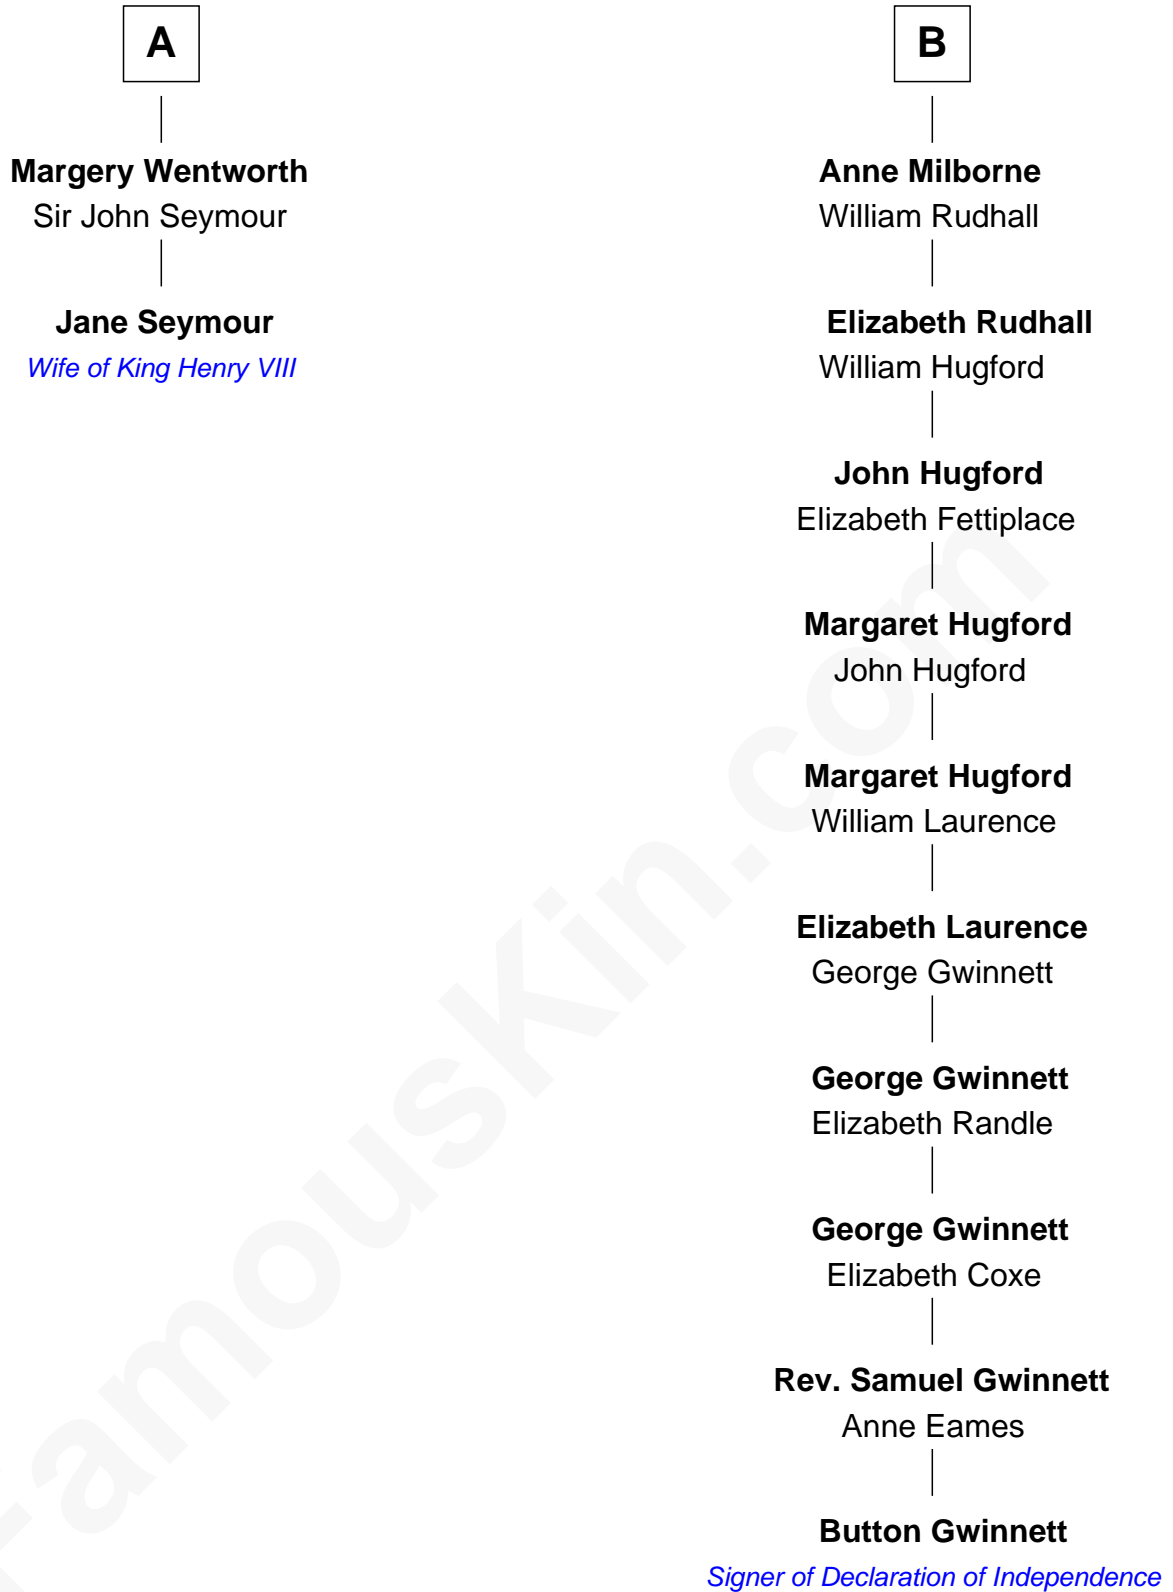 A
Margery Wentworth
Sir John Seymour
Jane Seymour
Wife of King Henry VIII
B
Anne Milborne
William Rudhall
Elizabeth Rudhall
William Hugford
John Hugford
Elizabeth Fettiplace
Margaret Hugford
John Hugford
Margaret Hugford
William Laurence
Elizabeth Laurence
George Gwinnett
George Gwinnett
Elizabeth Randle
George Gwinnett
Elizabeth Coxe
Rev. Samuel Gwinnett
Anne Eames
Button Gwinnett
Signer of Declaration of Independence
FamousKin.com